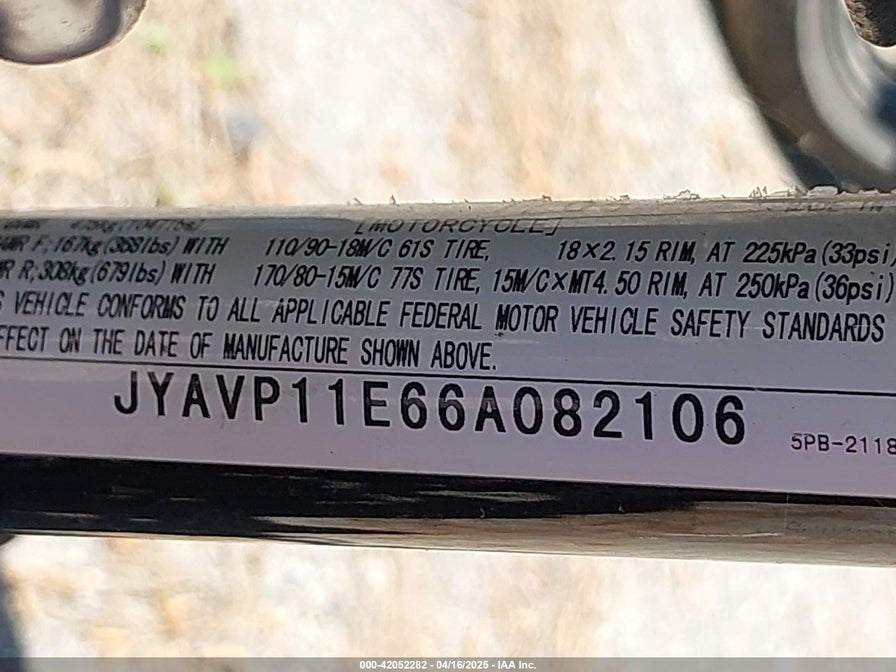 475kg(1047lbs) [MOTORCYCLE]
AWR F:167kg(368lbs) WITH 110/90-18M/C 61S TIRE, 18×2.15 RIM, AT 225kPa(33psi)
WR R:308kg(679lbs) WITH 170/80-15M/C 77S TIRE, 15M/C×MT4.50 RIM, AT 250kPa(36psi)
S VEHICLE CONFORMS TO ALL APPLICABLE FEDERAL MOTOR VEHICLE SAFETY STANDARDS
FFECT ON THE DATE OF MANUFACTURE SHOWN ABOVE.
JYAVP11E66A082106
5PB-2118
000-42052282 - 04/16/2025 - IAA Inc.